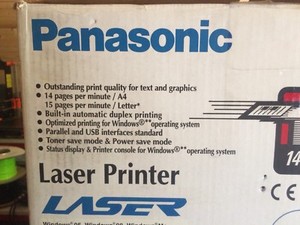 Panasonic
• Outstanding print quality for text and graphics
• 14 pages per minute / A4
15 pages per minute / Letter*
• Built-in automatic duplex printing
• Optimized printing for Windows®** operating system
• Parallel and USB interfaces standard
• Toner save mode & Power save mode
• Status display & Printer console for Windows®** operating system
Laser Printer
LASER
14
CE